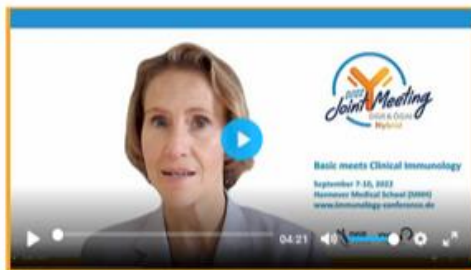 2022
Joint Meeting
DGfI & ÖGAI
Hybrid
Basic meets Clinical Immunology
September 7-10, 2022
Hannover Medical School (MHH)
www.immunology-conference.de
04:21